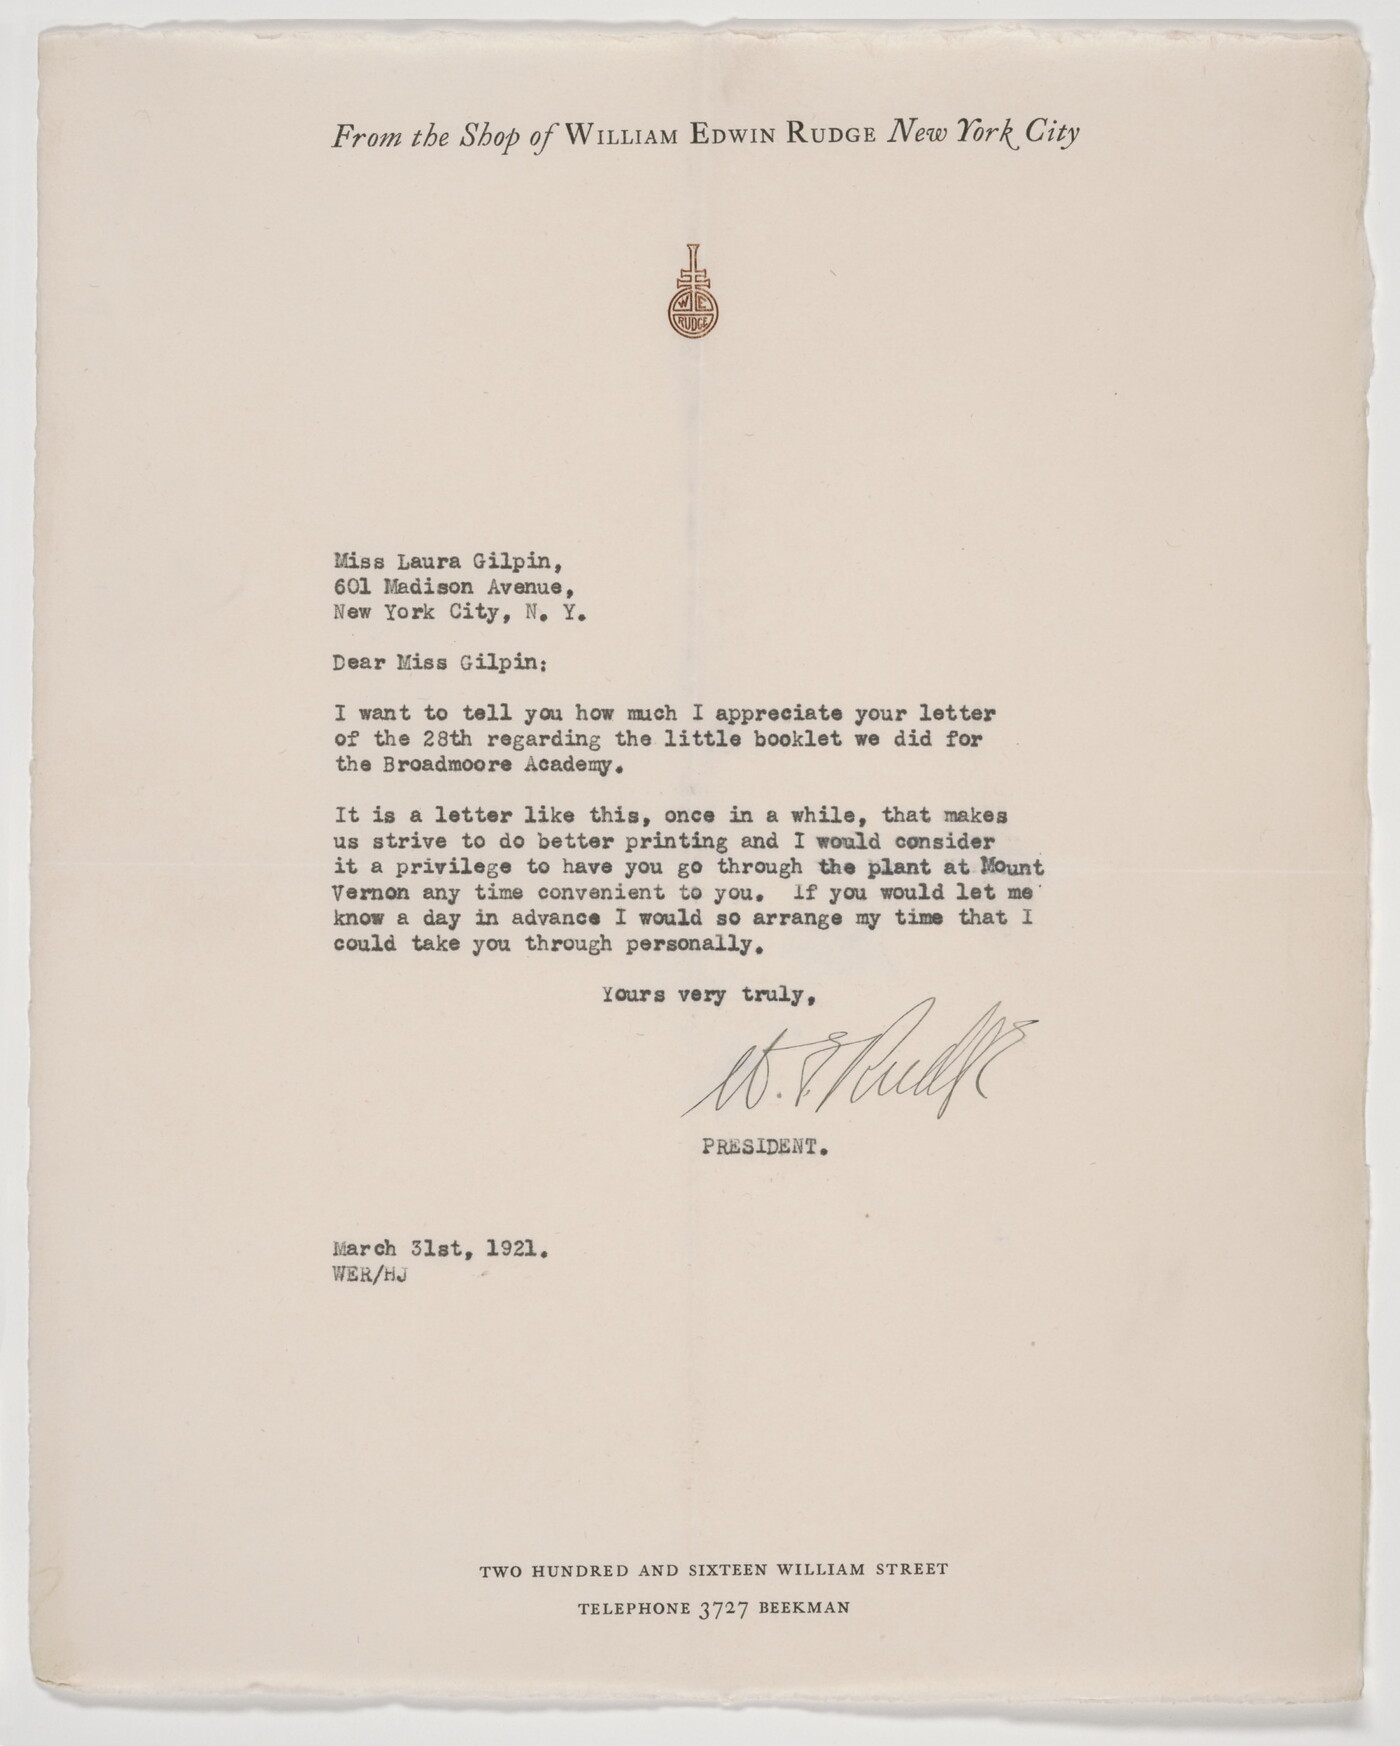 From the Shop of WILLIAM EDWIN RUDGE New York City
W E
RUDGE
Miss Laura Gilpin,
601 Madison Avenue,
New York City, N. Y.
Dear Miss Gilpin:
I want to tell you how much I appreciate your letter
of the 28th regarding the little booklet we did for
the Broadmoore Academy.
It is a letter like this, once in a while, that makes
us strive to do better printing and I would consider
it a privilege to have you go through the plant at Mount
Vernon any time convenient to you.  If you would let me
know a day in advance I would so arrange my time that I
could take you through personally.
Yours very truly,
W. E Rudge
PRESIDENT.
March 31st, 1921.
WER/HJ
TWO HUNDRED AND SIXTEEN WILLIAM STREET
TELEPHONE 3727 BEEKMAN